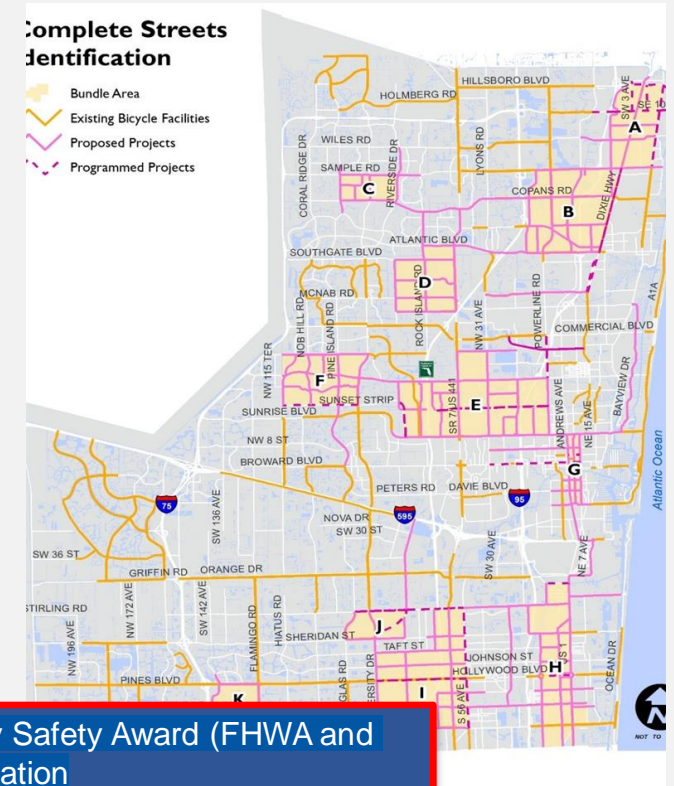 Complete Streets
Identification
Bundle Area
Existing Bicycle Facilities
Proposed Projects
Programmed Projects
HILLSBORO BLVD
HOLMBERG RD
SW 3 AVE
SE 10
A
WILES RD
LYONS RD
CORAL RIDGE DR
RIVERSIDE DR
SAMPLE RD
C
COPANS RD
B
DIXIE HWY
ATLANTIC BLVD
SOUTHGATE BLVD
D
ROCK ISLAND RD
MCNAB RD
NOB HILL RD
PINE ISLAND RD
NW 31 AVE
POWERLINE RD
A1A
COMMERCIAL BLVD
NW 115 TER
F
BAYVIEW DR
SUNSET STRIP
SR 7/US 441
E
SUNRISE BLVD
ANDREWS AVE
NE 15 AVE
NW 8 ST
BROWARD BLVD
G
PETERS RD
DAVIE BLVD
Atlantic Ocean
75
595
95
SW 136 AVE
NOVA DR
SW 30 ST
SW 36 ST
SW 30 AVE
NE 7 AVE
GRIFFIN RD
ORANGE DR
STIRLING RD
NW 172 AVE
SW 142 AVE
FLAMINGO RD
HIATUS RD
SHERIDAN ST
J
TAFT ST
NW 196 AVE
JOHNSON ST
HOLLYWOOD BLVD
H
US 1
OCEAN DR
PINES BLVD
K
I
S 56 AVE
N
NOT TO
Safety Award (FHWA and